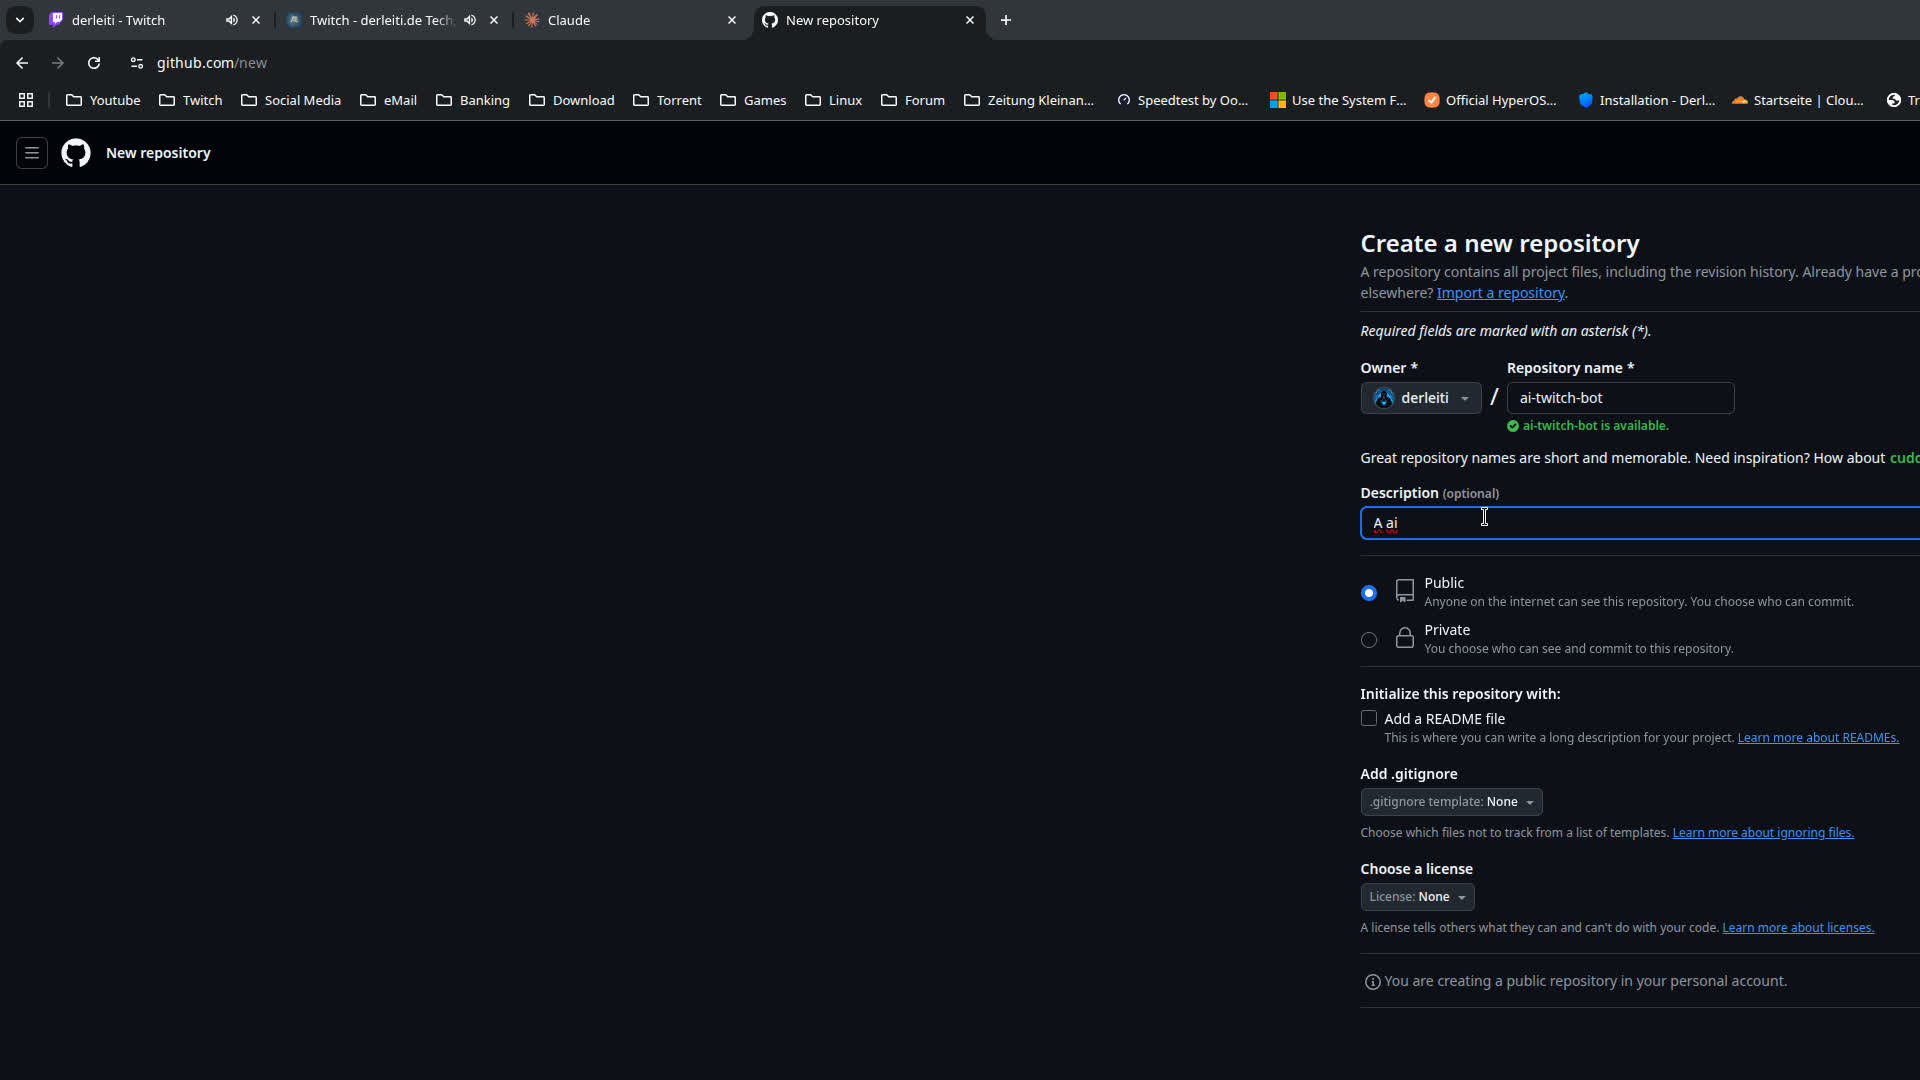 derleiti - Twitch
Twitch - derleiti.de Tech
Claude
New repository
github.com/new
Youtube
Twitch
Social Media
eMail
Banking
Download
Torrent
Games
Linux
Forum
Zeitung Kleinan...
Speedtest by Oo...
Use the System F...
Official HyperOS...
Installation - Derl...
Startseite | Clou...
Tr
New repository
Create a new repository
A repository contains all project files, including the revision history. Already have a pro
elsewhere? Import a repository.
Required fields are marked with an asterisk (*).
Owner * Repository name *
derleiti / ai-twitch-bot
ai-twitch-bot is available.
Great repository names are short and memorable. Need inspiration? How about
Description (optional)
A ai
Public
Anyone on the internet can see this repository. You choose who can commit.
Private
You choose who can see and commit to this repository.
Initialize this repository with:
Add a README file
This is where you can write a long description for your project. Learn more about READMEs.
Add .gitignore
.gitignore template: None
Choose which files not to track from a list of templates. Learn more about ignoring files.
Choose a license
License: None
A license tells others what they can and can't do with your code. Learn more about licenses.
You are creating a public repository in your personal account.